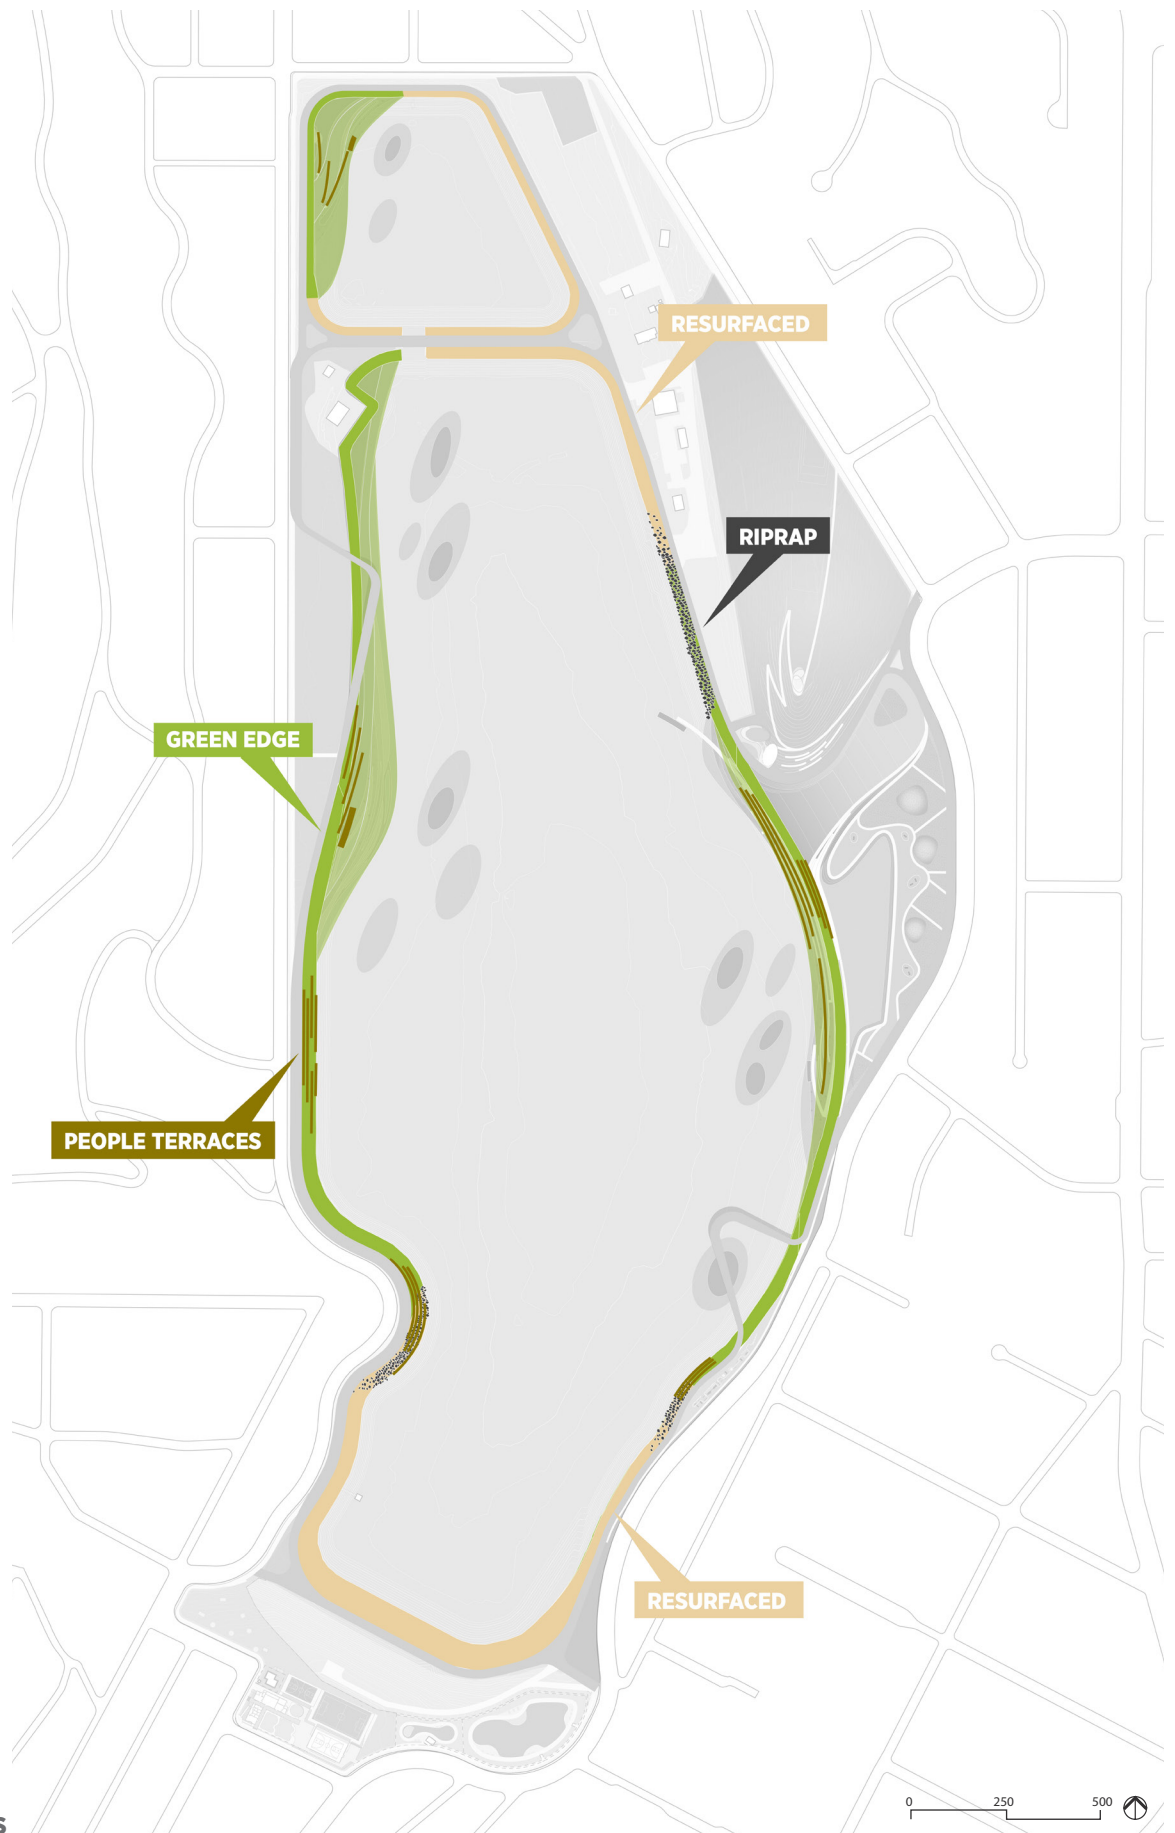 RESURFACED
RIPRAP
GREEN EDGE
PEOPLE TERRACES
RESURFACED
0 250 500
S